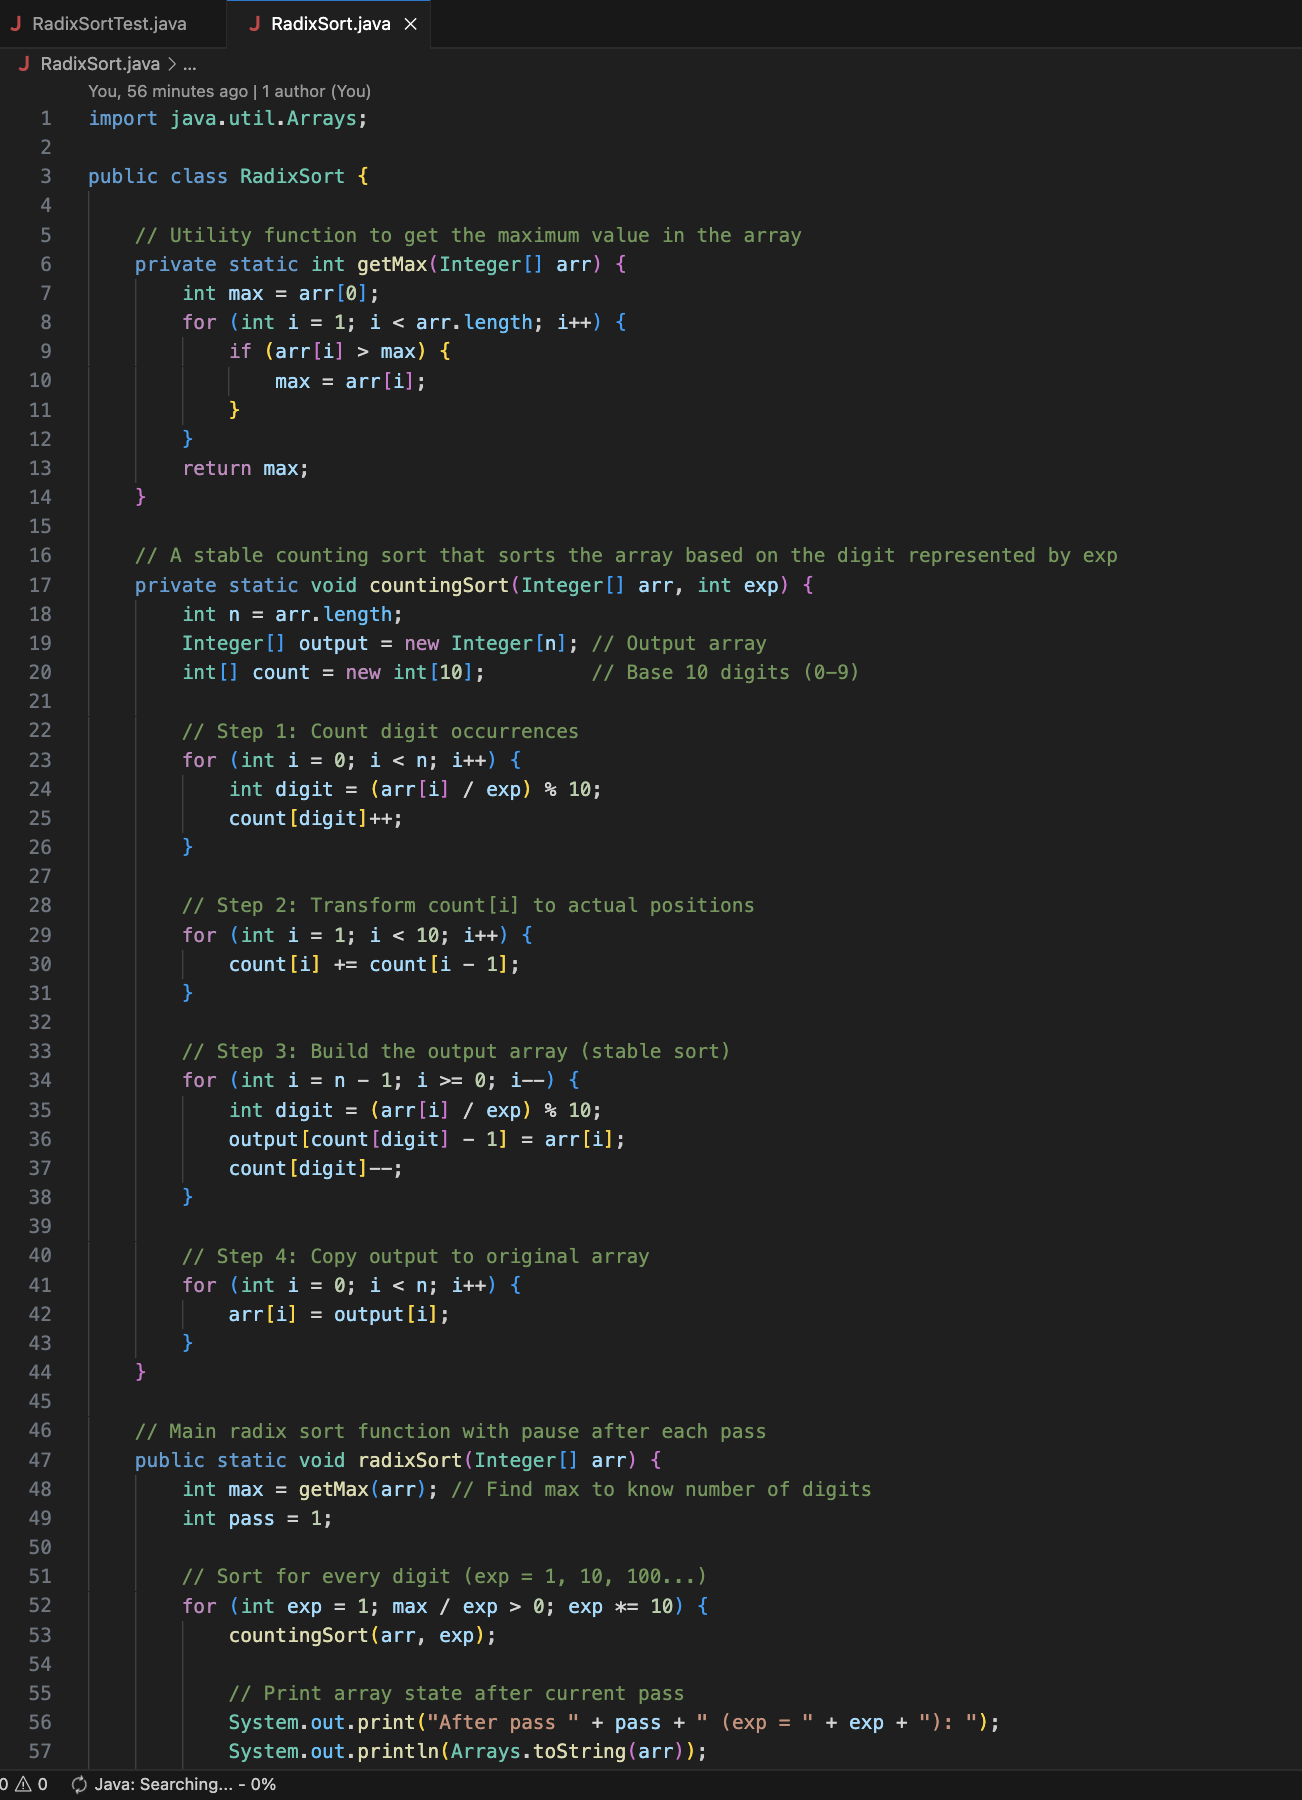 RadixSortTest.java
RadixSort.java
RadixSort.java > ...
You, 56 minutes ago | 1 author (You)
1 import java.util.Arrays;
2
3 public class RadixSort {
4
5     // Utility function to get the maximum value in the array
6     private static int getMax(Integer[] arr) {
7         int max = arr[0];
8         for (int i = 1; i < arr.length; i++) {
9             if (arr[i] > max) {
10                 max = arr[i];
11             }
12         }
13         return max;
14     }
15
16     // A stable counting sort that sorts the array based on the digit represented by exp
17     private static void countingSort(Integer[] arr, int exp) {
18         int n = arr.length;
19         Integer[] output = new Integer[n]; // Output array
20         int[] count = new int[10];         // Base 10 digits (0-9)
21
22         // Step 1: Count digit occurrences
23         for (int i = 0; i < n; i++) {
24             int digit = (arr[i] / exp) % 10;
25             count[digit]++;
26         }
27
28         // Step 2: Transform count[i] to actual positions
29         for (int i = 1; i < 10; i++) {
30             count[i] += count[i - 1];
31         }
32
33         // Step 3: Build the output array (stable sort)
34         for (int i = n - 1; i >= 0; i--) {
35             int digit = (arr[i] / exp) % 10;
36             output[count[digit] - 1] = arr[i];
37             count[digit]--;
38         }
39
40         // Step 4: Copy output to original array
41         for (int i = 0; i < n; i++) {
42             arr[i] = output[i];
43         }
44     }
45
46     // Main radix sort function with pause after each pass
47     public static void radixSort(Integer[] arr) {
48         int max = getMax(arr); // Find max to know number of digits
49         int pass = 1;
50
51         // Sort for every digit (exp = 1, 10, 100...)
52         for (int exp = 1; max / exp > 0; exp *= 10) {
53             countingSort(arr, exp);
54
55             // Print array state after current pass
56             System.out.print("After pass " + pass + " (exp = " + exp + "): ");
57             System.out.println(Arrays.toString(arr));
0 0 Java: Searching... - 0%